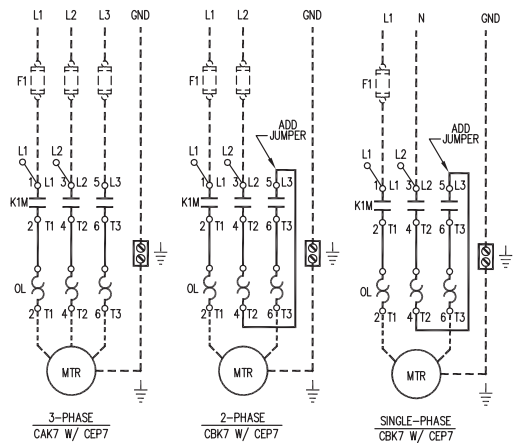 L1 L2 L3 GND
F1
L1 L2
1 L1 3 L2 5 L3
K1M
2 T1 4 T2 6 T3
OL
2 T1 4 T2 6 T3
MTR
3-PHASE
CAK7 W/ CEP7
L1 L2 GND
F1
ADD
JUMPER
L1 L2
1 L1 3 L2 5 L3
K1M
2 T1 4 T2 6 T3
OL
2 T1 4 T2 6 T3
MTR
2-PHASE
CBK7 W/ CEP7
L1 N GND
F1
ADD
JUMPER
L1 L2
1 L1 3 L2 5 L3
K1M
2 T1 4 T2 6 T3
OL
2 T1 4 T2 6 T3
MTR
SINGLE-PHASE
CBK7 W/ CEP7